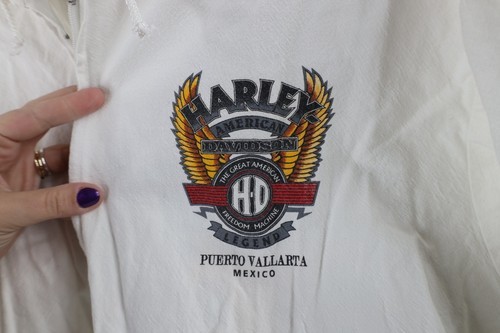 HARLEY-
AMERICAN
DAVIDSON
THE GREAT AMERICAN
H-D
FREEDOM MACHINE
LEGEND
PUERTO VALLARTA
MEXICO